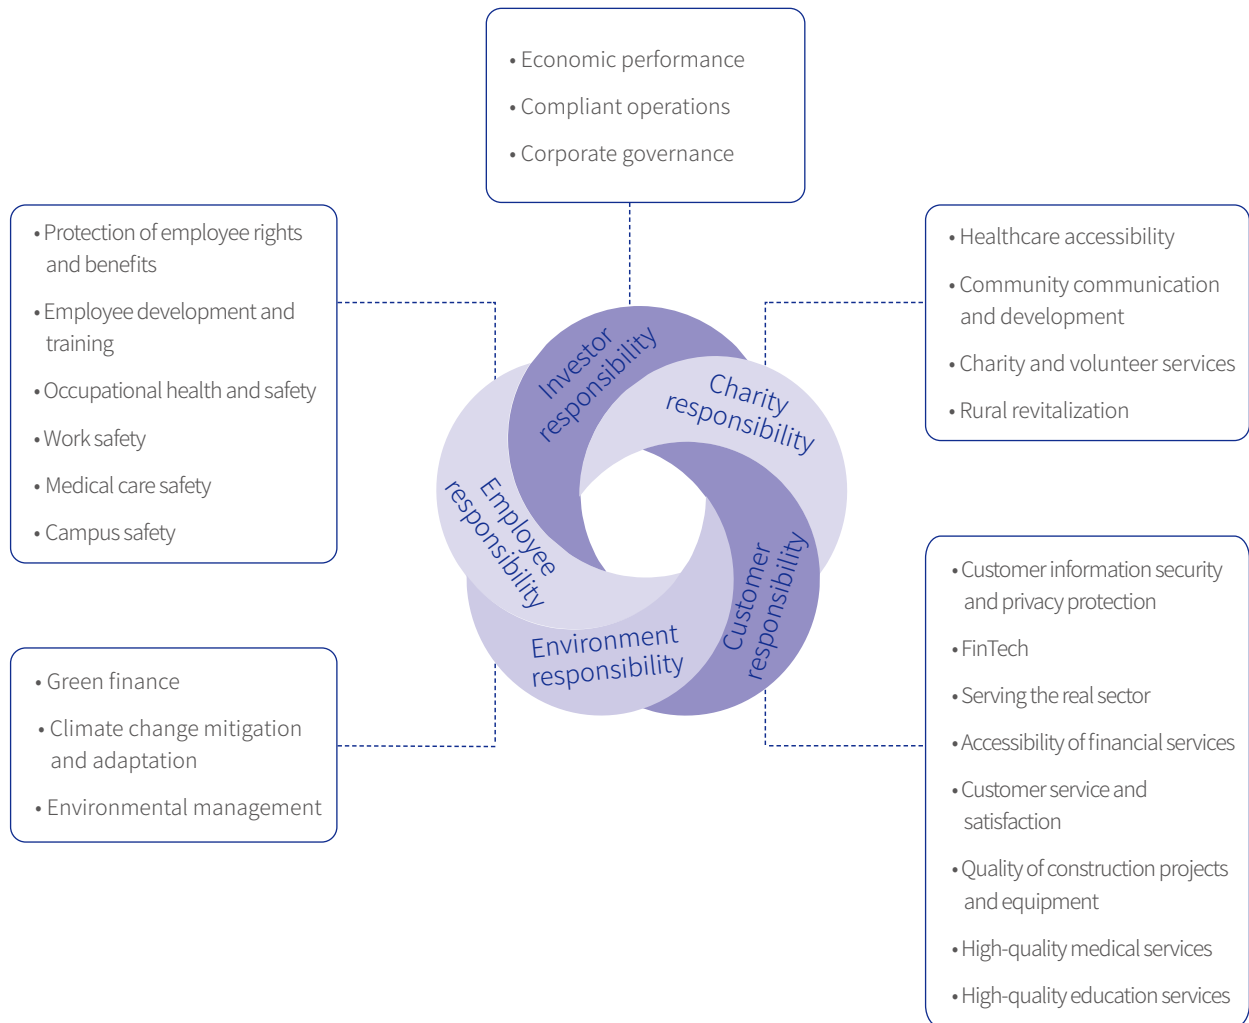 • Economic performance
• Compliant operations
• Corporate governance
• Protection of employee rights
and benefits
• Employee development and
training
• Occupational health and safety
• Work safety
• Medical care safety
• Campus safety
• Healthcare accessibility
• Community communication
and development
• Charity and volunteer services
• Rural revitalization
Investor
responsibility
Charity
responsibility
Employee
responsibility
Customer
responsibility
Environment
responsibility
• Green finance
• Climate change mitigation
and adaptation
• Environmental management
• Customer information security
and privacy protection
• FinTech
• Serving the real sector
• Accessibility of financial services
• Customer service and
satisfaction
• Quality of construction projects
and equipment
• High-quality medical services
• High-quality education services